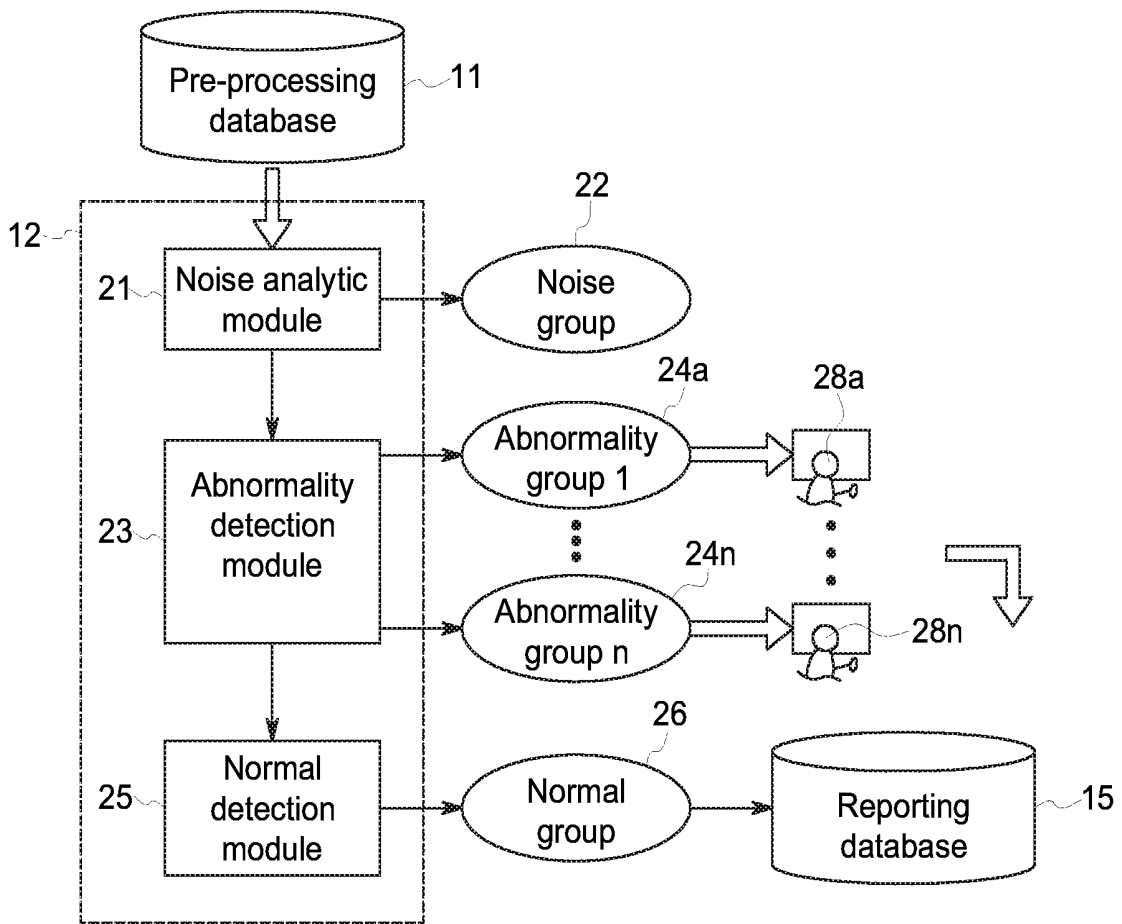 Pre-processing
database
11
12
22
21
Noise analytic
module
Noise
group
24a
28a
Abnormality
group 1
23
Abnormality
detection
module
24n
Abnormality
group n
28n
26
25
Normal
detection
module
Normal
group
Reporting
database
15